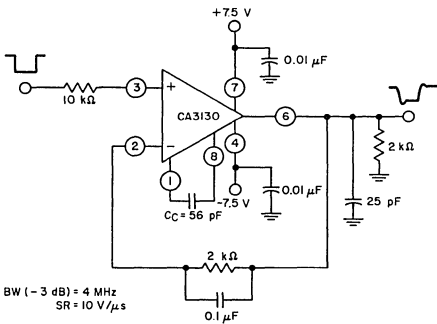 +7.5 V
0.01 µF
10 kΩ
3
+
7
CA3130
6
2
−
8
4
1
2 kΩ
0.01 µF
-7.5 V
C_C = 56 pF
25 pF
2 kΩ
0.1 µF
BW (– 3 dB) = 4 MHz
SR = 10 V/µs